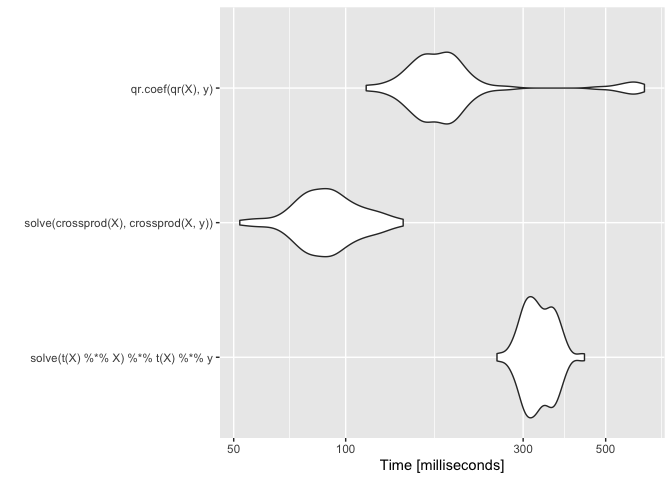 qr.coef(qr(X), y)
solve(crossprod(X), crossprod(X, y))
solve(t(X) %*% X) %*% t(X) %*% y
50 100 300 500
Time [milliseconds]